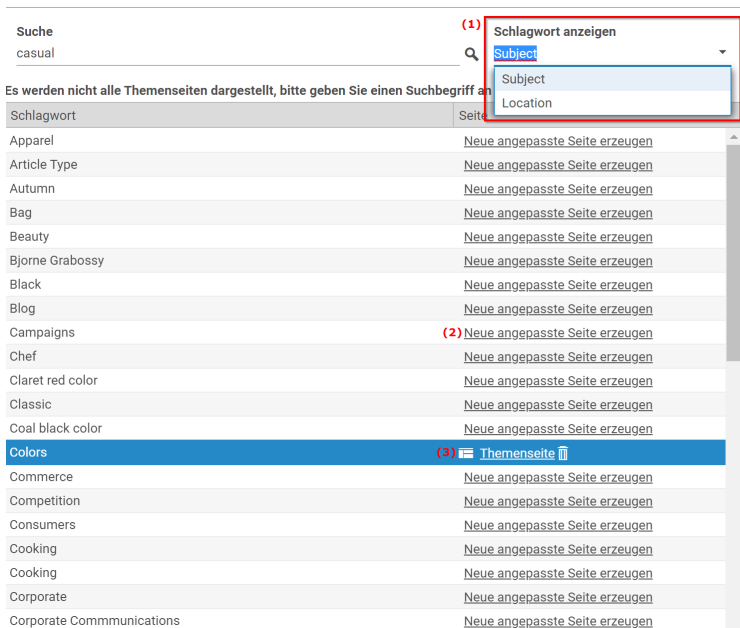 (1)
Suche
Schlagwort anzeigen
casual
Subject
Subject
Es werden nicht alle Themenseiten dargestellt, bitte geben Sie einen Suchbegriff an
Location
Schlagwort Seite
Apparel Neue angepasste Seite erzeugen
Article Type Neue angepasste Seite erzeugen
Autumn Neue angepasste Seite erzeugen
Bag Neue angepasste Seite erzeugen
Beauty Neue angepasste Seite erzeugen
Bjorne Grabossy Neue angepasste Seite erzeugen
Black Neue angepasste Seite erzeugen
Blog Neue angepasste Seite erzeugen
Campaigns (2) Neue angepasste Seite erzeugen
Chef Neue angepasste Seite erzeugen
Claret red color Neue angepasste Seite erzeugen
Classic Neue angepasste Seite erzeugen
Coal black color Neue angepasste Seite erzeugen
Colors (3) Themenseite
Commerce Neue angepasste Seite erzeugen
Competition Neue angepasste Seite erzeugen
Consumers Neue angepasste Seite erzeugen
Cooking Neue angepasste Seite erzeugen
Cooking Neue angepasste Seite erzeugen
Corporate Neue angepasste Seite erzeugen
Corporate Commmunications Neue angepasste Seite erzeugen